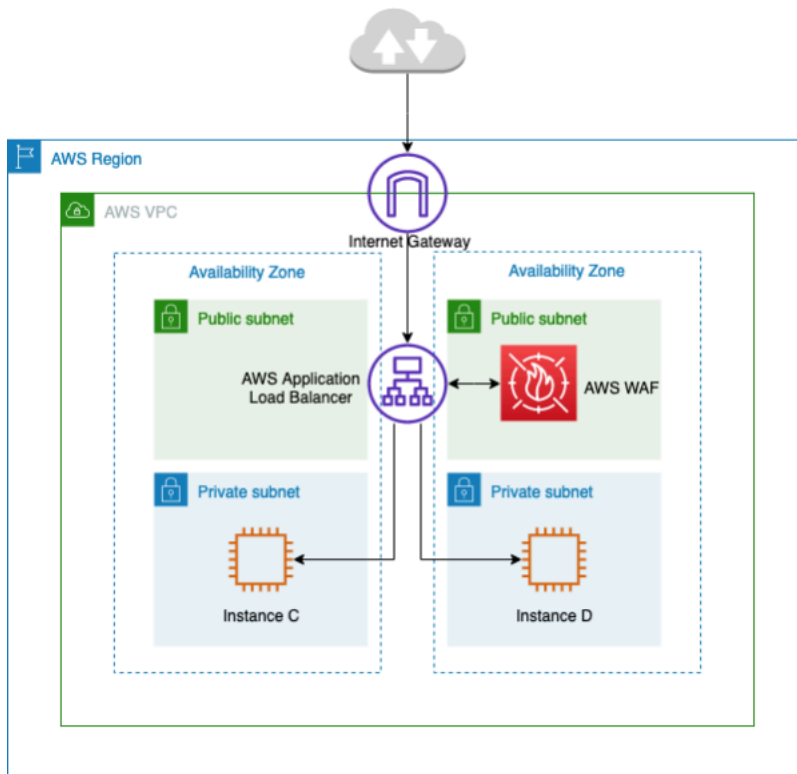 AWS Region
AWS VPC
Internet Gateway
Availability Zone
Availability Zone
Public subnet
Public subnet
AWS Application
Load Balancer
AWS WAF
Private subnet
Private subnet
Instance C
Instance D